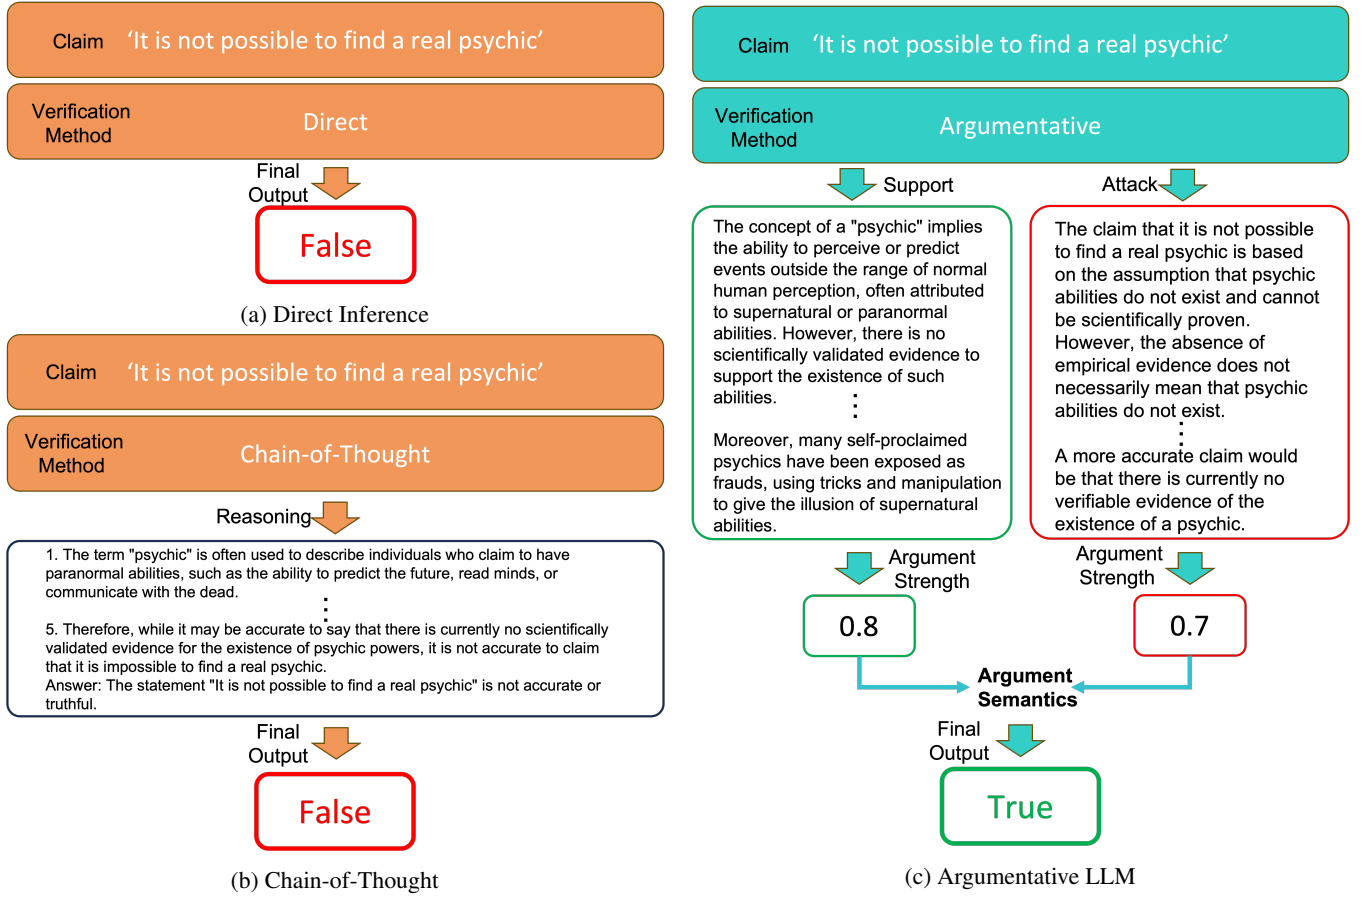 Claim ‘It is not possible to find a real psychic’
Verification
Method
Direct
Final
Output
False
(a) Direct Inference
Claim ‘It is not possible to find a real psychic’
Verification
Method
Chain-of-Thought
Reasoning
1. The term "psychic" is often used to describe individuals who claim to have
paranormal abilities, such as the ability to predict the future, read minds, or
communicate with the dead.
⋮
5. Therefore, while it may be accurate to say that there is currently no scientifically
validated evidence for the existence of psychic powers, it is not accurate to claim
that it is impossible to find a real psychic.
Answer: The statement "It is not possible to find a real psychic" is not accurate or
truthful.
Final
Output
False
(b) Chain-of-Thought
Claim ‘It is not possible to find a real psychic’
Verification
Method
Argumentative
Support
The concept of a "psychic" implies
the ability to perceive or predict
events outside the range of normal
human perception, often attributed
to supernatural or paranormal
abilities. However, there is no
scientifically validated evidence to
support the existence of such
abilities.
⋮
Moreover, many self-proclaimed
psychics have been exposed as
frauds, using tricks and manipulation
to give the illusion of supernatural
abilities.
Argument
Strength
0.8
Attack
The claim that it is not possible
to find a real psychic is based
on the assumption that psychic
abilities do not exist and cannot
be scientifically proven.
However, the absence of
empirical evidence does not
necessarily mean that psychic
abilities do not exist.
⋮
A more accurate claim would
be that there is currently no
verifiable evidence of the
existence of a psychic.
Argument
Strength
0.7
Argument
Semantics
Final
Output
True
(c) Argumentative LLM